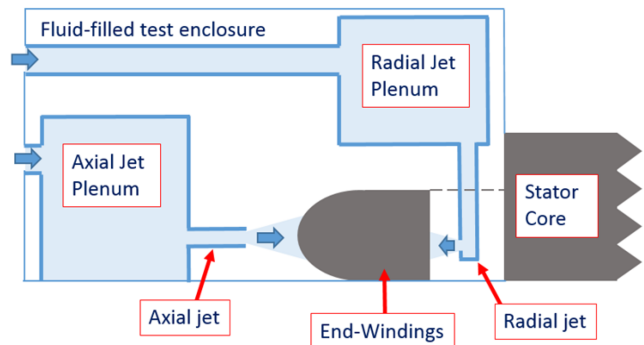 Fluid-filled test enclosure
Radial Jet
Plenum
Axial Jet
Plenum
Stator
Core
Axial jet
End-Windings
Radial jet